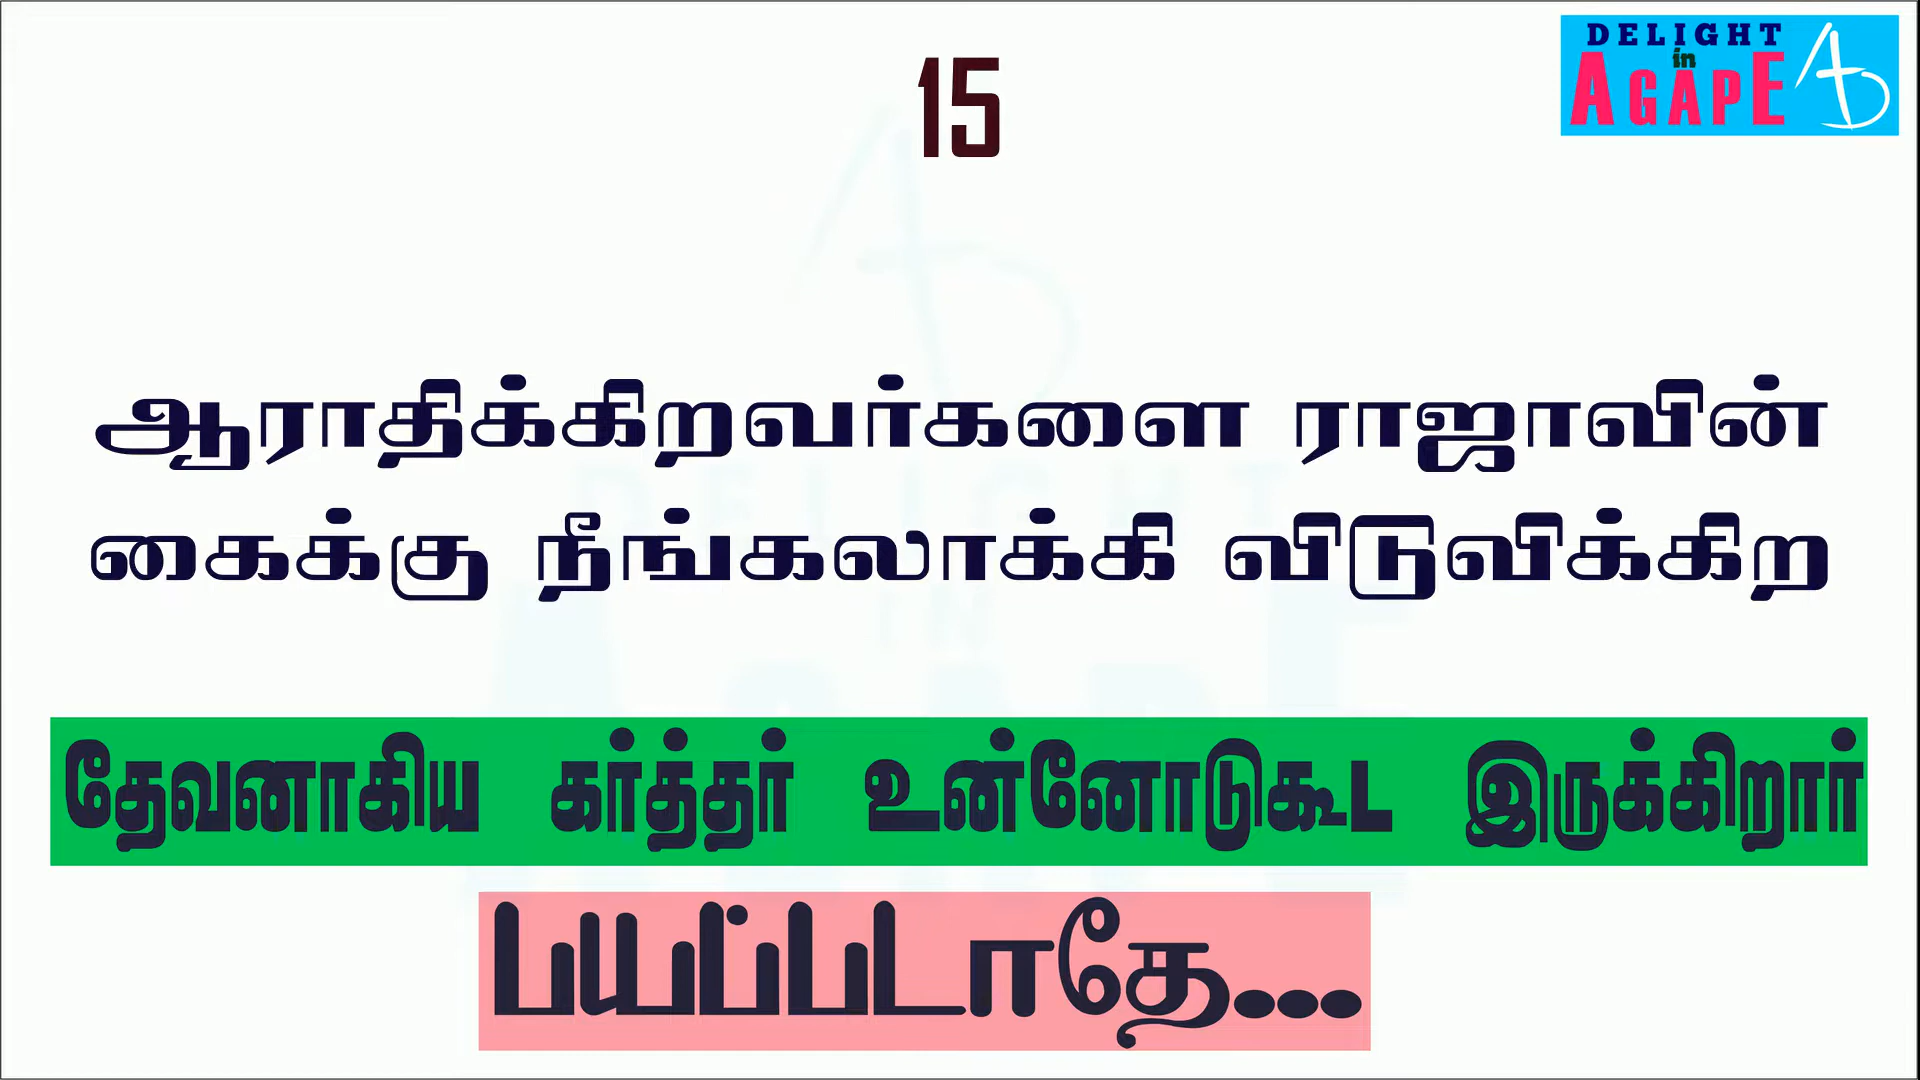 15
DELIGHT
in
AGAPE
ஆராதிக்கிறவர்களை ராஜாவின்
கைக்கு நீங்கலாக்கி விடுவிக்கிற
தேவனாகிய கர்த்தர் உன்னோடுகூட இருக்கிறார்
பயப்படாதே...